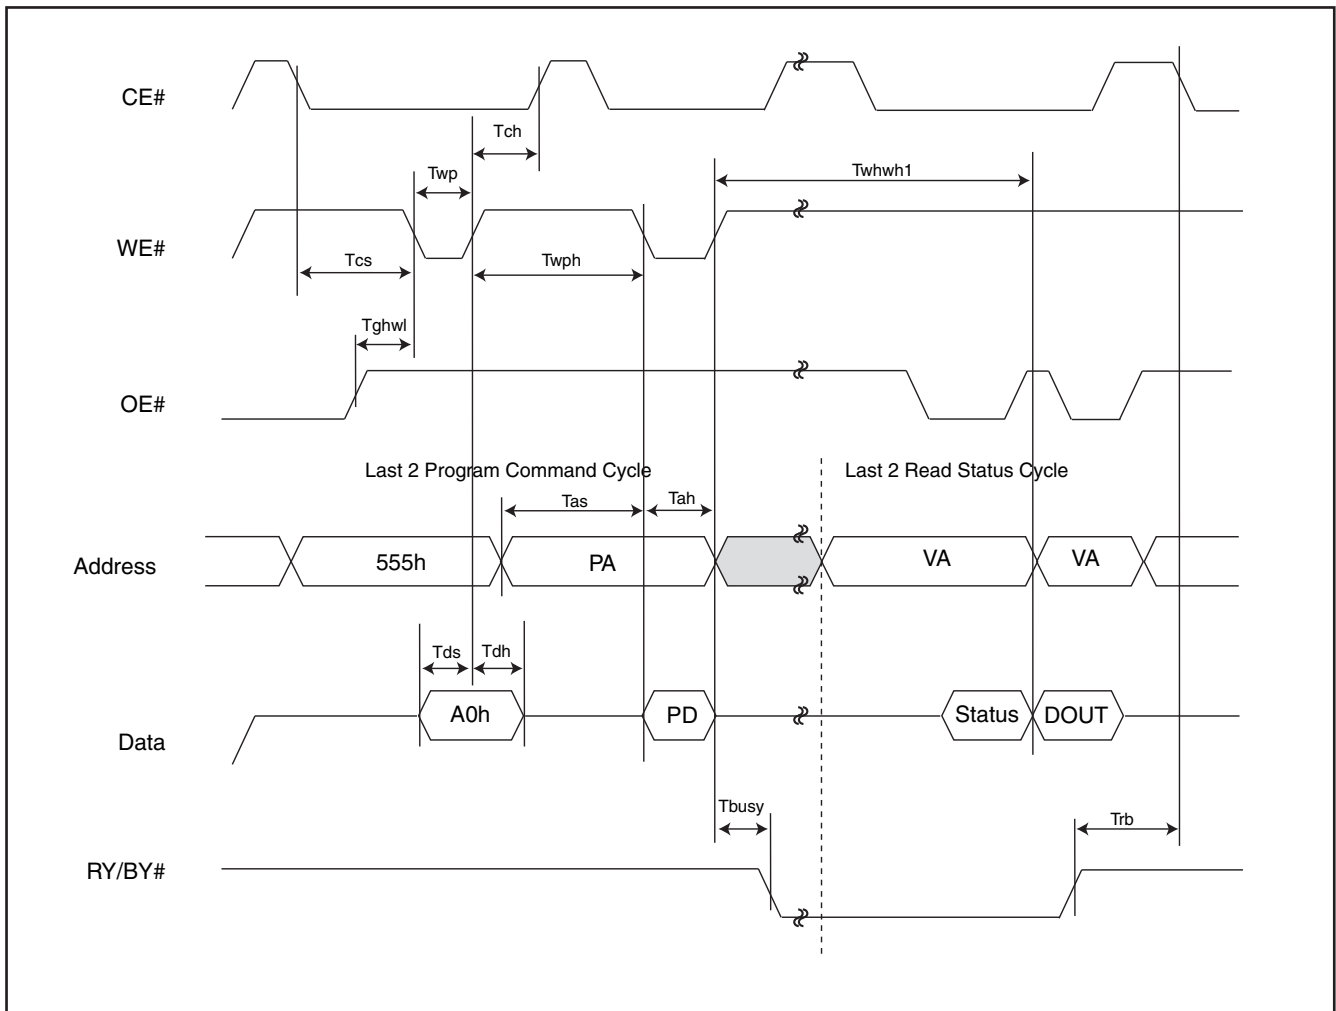 CE#
Tch
Twp
Twhwh1
WE#
Tcs
Twph
Tghwl
OE#
Last 2 Program Command Cycle
Last 2 Read Status Cycle
Tas
Tah
Address
555h
PA
VA
VA
Tds
Tdh
Data
A0h
PD
Status
DOUT
Tbusy
Trb
RY/BY#